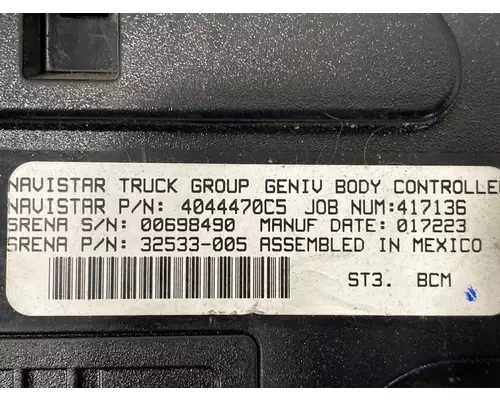 NAVISTAR TRUCK GROUP GENIV BODY CONTROLLE
NAVISTAR P/N: 4044470C5 JOB NUM:417136
SRENA S/N: 00698490 MANUF DATE: 017223
SRENA P/N: 32533-005 ASSEMBLED IN MEXICO
ST3. BCM